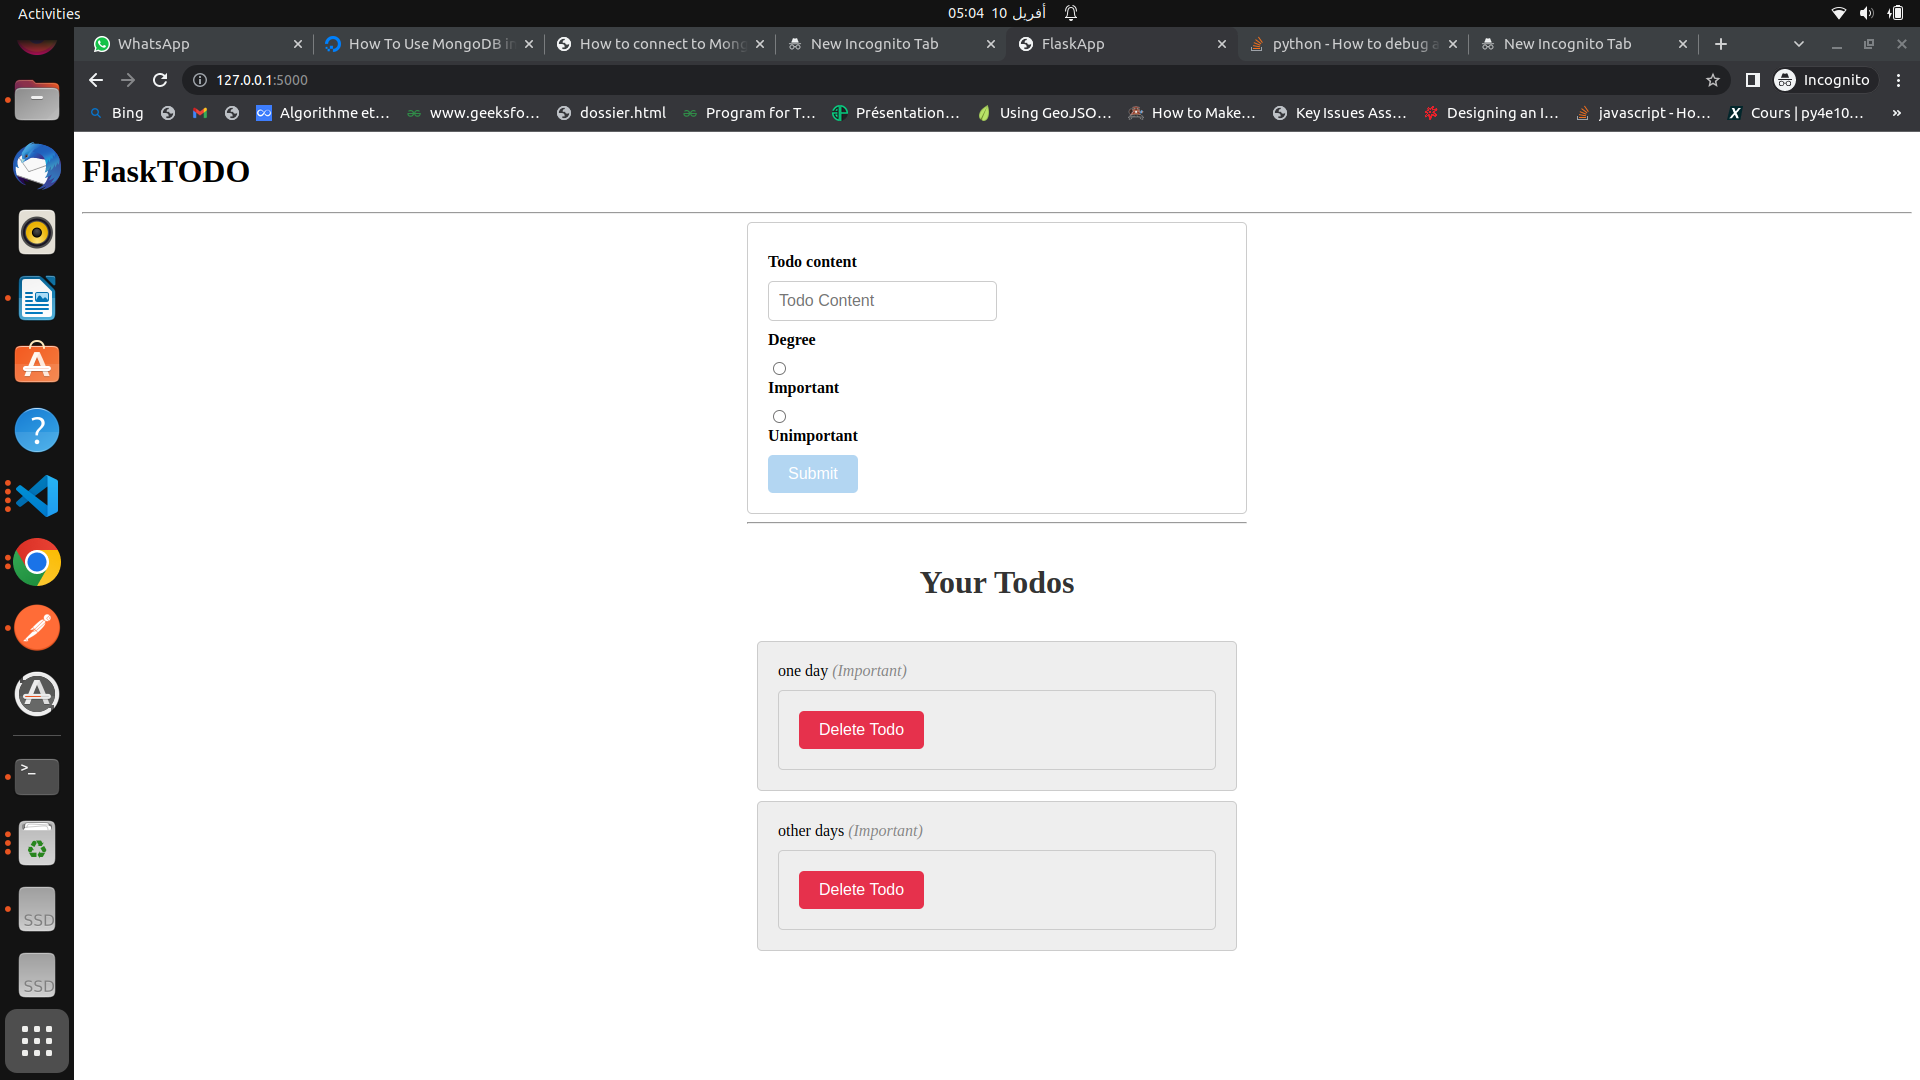 Activities
05:04 10 أفريل
WhatsApp
How To Use MongoDB in
How to connect to Mong
New Incognito Tab
FlaskApp
python - How to debug a
New Incognito Tab
127.0.0.1:5000
Incognito
Bing
Algorithme et...
www.geeksfo...
dossier.html
Program for T...
Présentation...
Using GeoJSO...
How to Make...
Key Issues Ass...
Designing an I...
javascript - Ho...
Cours | py4e10...
»
FlaskTODO
Todo content
Todo Content
Degree
Important
Unimportant
Submit
Your Todos
one day (Important)
Delete Todo
other days (Important)
Delete Todo
SSD
SSD